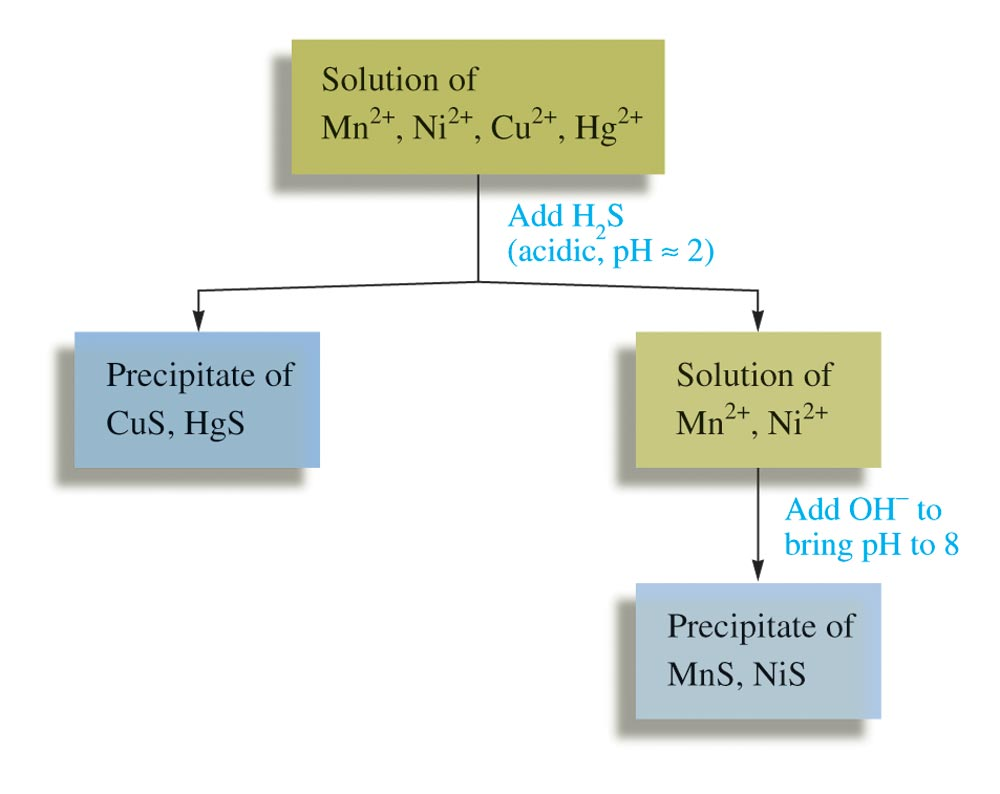 Solution of
Mn²⁺, Ni²⁺, Cu²⁺, Hg²⁺
Add H₂S
(acidic, pH ≈ 2)
Precipitate of
CuS, HgS
Solution of
Mn²⁺, Ni²⁺
Add OH⁻ to
bring pH to 8
Precipitate of
MnS, NiS